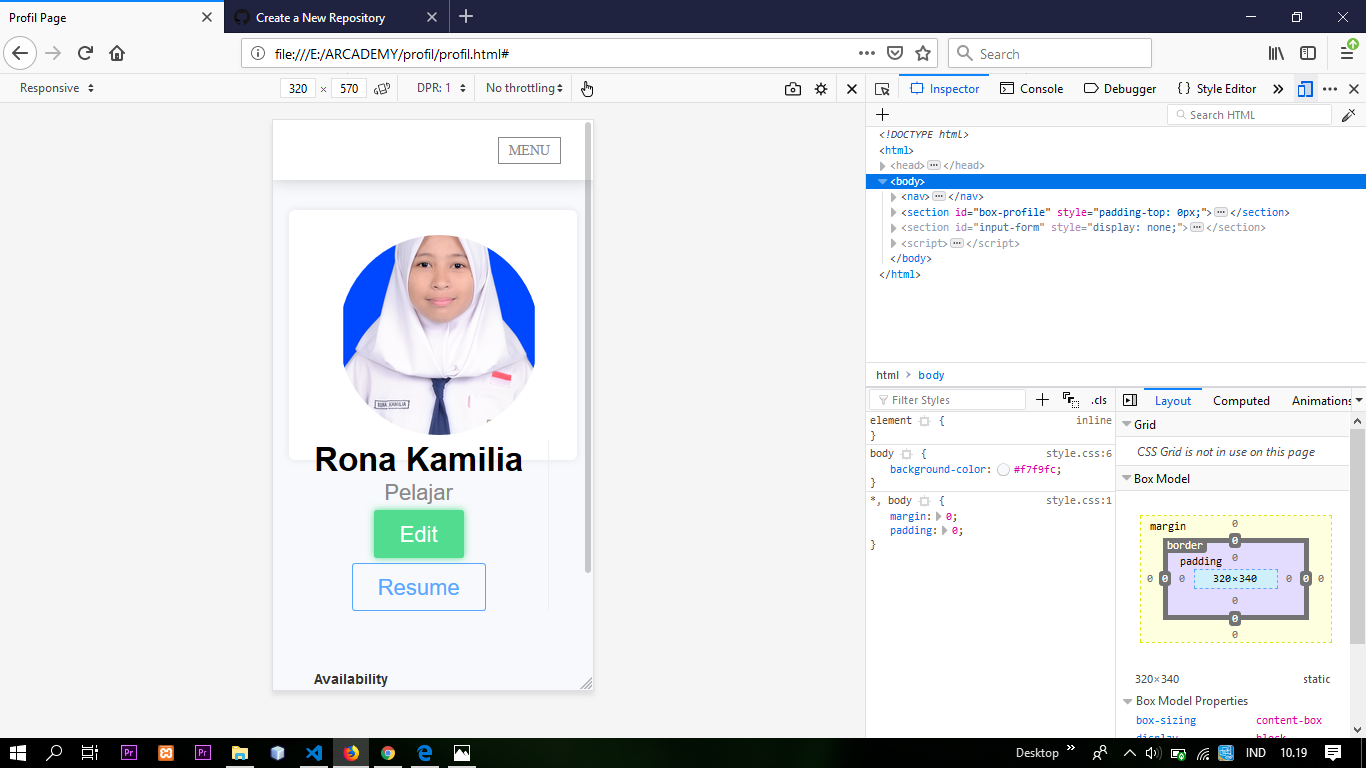 Profil Page
Create a New Repository
file:///E:/ARCADEMY/profil/profil.html#
Search
Responsive
320 × 570
DPR: 1
No throttling
Inspector
Console
Debugger
Style Editor
Search HTML
<!DOCTYPE html>
<html>
<head> </head>
<body>
<nav> </nav>
<section id="box-profile" style="padding-top: 0px;"> </section>
<section id="input-form" style="display: none;"> </section>
<script> </script>
</body>
</html>
html > body
MENU
RONA KAMILIA
Rona Kamilia
Pelajar
Edit
Resume
Availability
Filter Styles
.cls
element { inline
}
body { style.css:6
background-color: #f7f9fc;
}
*, body { style.css:1
margin: 0;
padding: 0;
}
Layout
Computed
Animations
Grid
CSS Grid is not in use on this page
Box Model
margin 0
border 0
padding 0
0 0 0 320×340 0 0 0
0
0
0
320×340 static
Box Model Properties
box-sizing content-box
display block
Pr
Pr
Desktop
IND
10.19